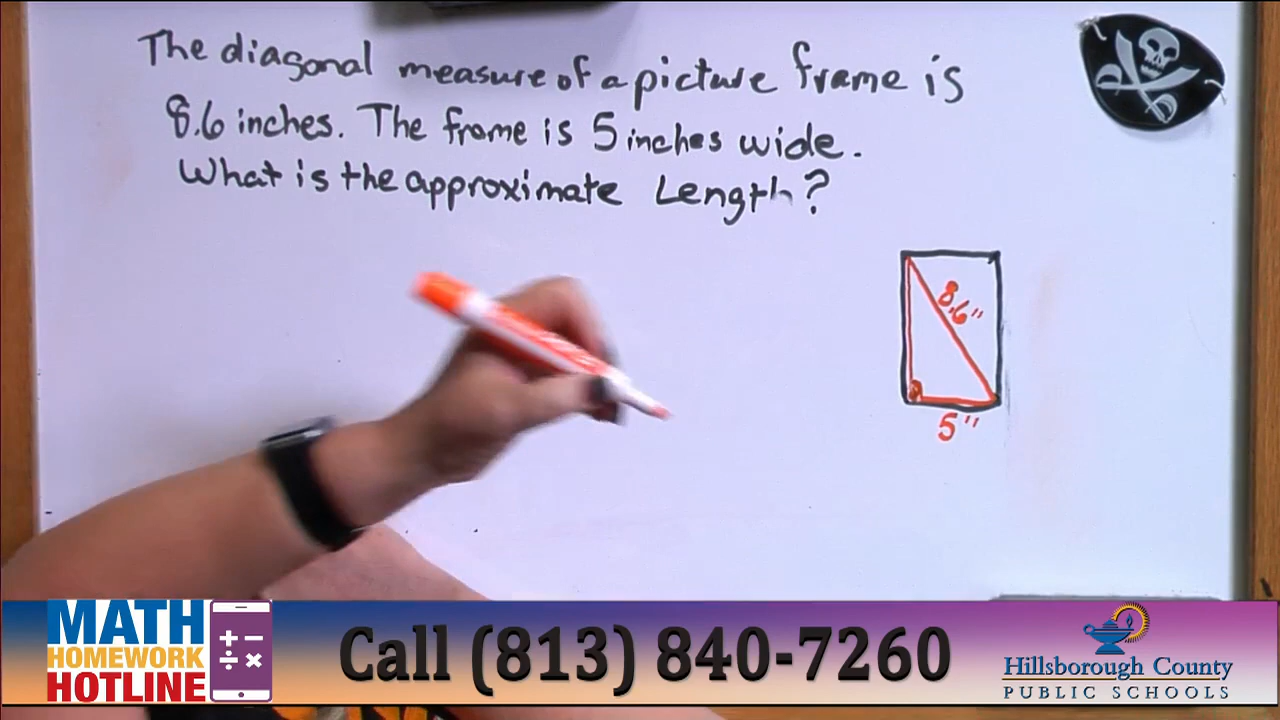 The diagonal measure of a picture frame is
8.6 inches. The frame is 5 inches wide.
What is the approximate Length?
8.6"
5"
MATH
HOMEWORK
HOTLINE
Call (813) 840-7260
Hillsborough County
PUBLIC SCHOOLS